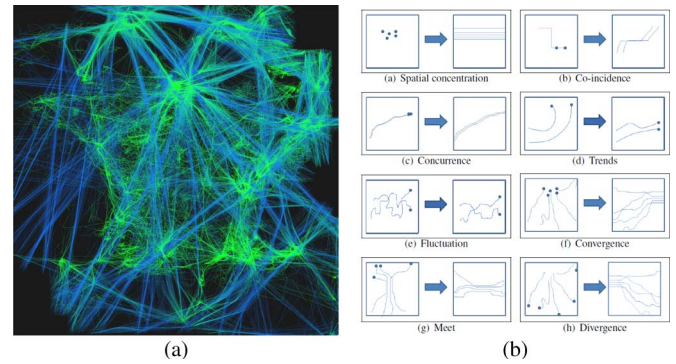 (a) Spatial concentration
(b) Co-incidence
(c) Concurrence
(d) Trends
(e) Fluctuation
(f) Convergence
(g) Meet
(h) Divergence
(a)
(b)